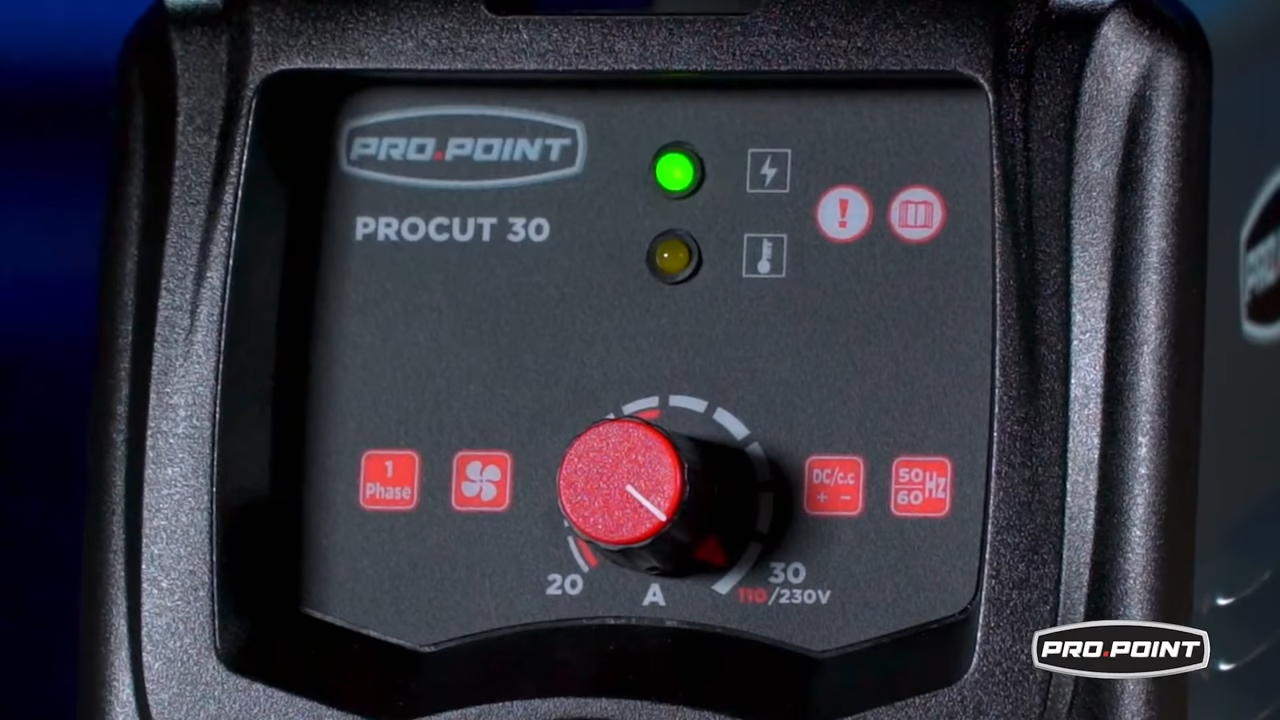 PRO.POINT
PROCUT 30
1
Phase
DC/c.c
+ -
50
60 Hz
20
A
30
110/230V
PRO.POINT